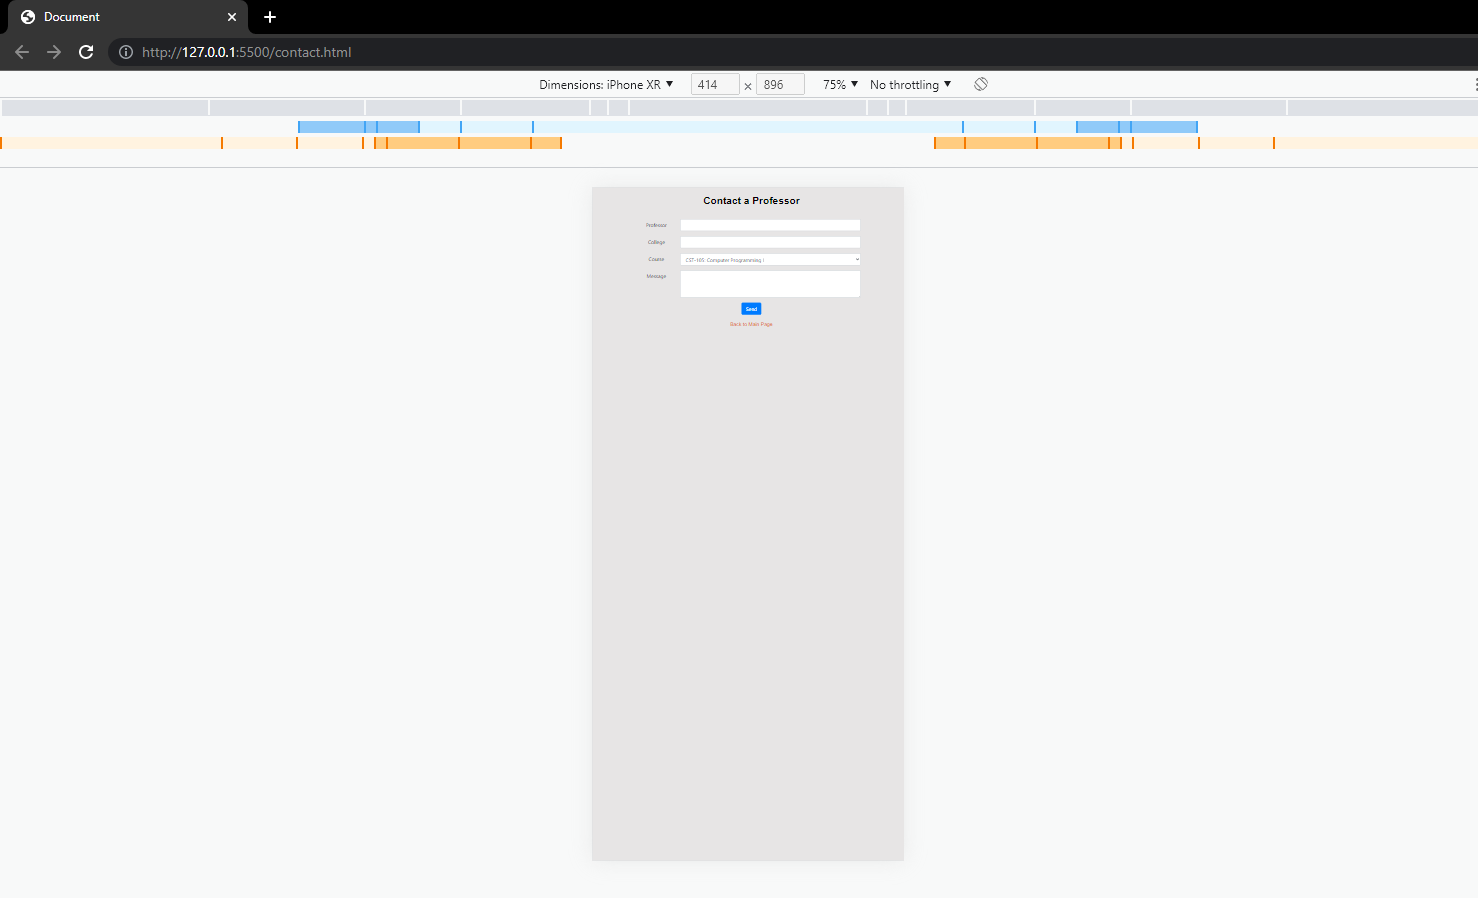 Document
http://127.0.0.1:5500/contact.html
Dimensions: iPhone XR 414 × 896 75% No throttling
Contact a Professor
Professor
College
Course CST-105: Computer Programming I
Message
Send
Back to Main Page